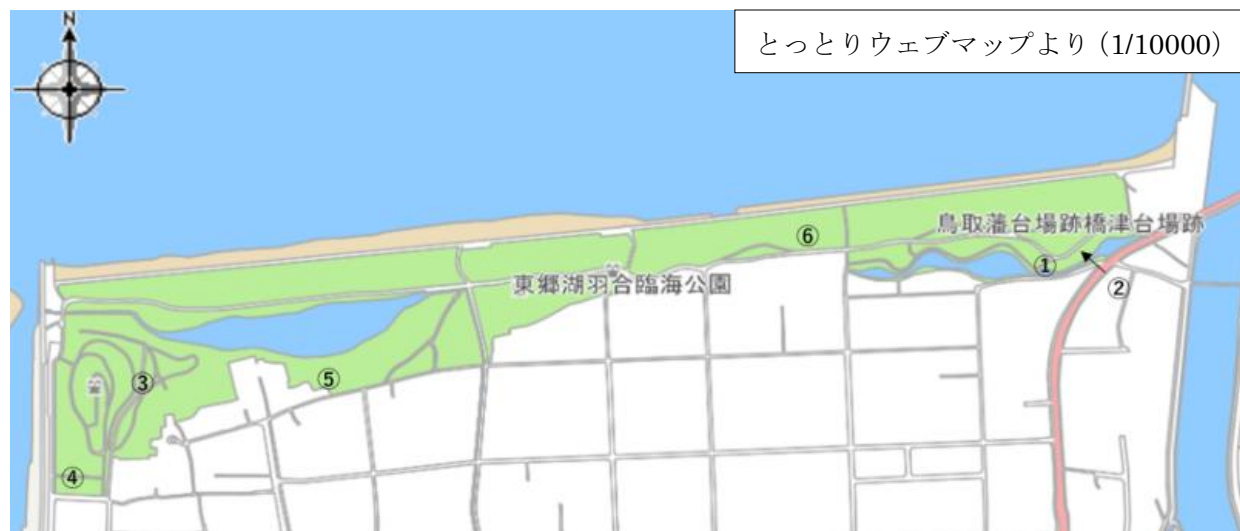 N
とっとりウェブマップより (1/10000)
⑥
鳥取藩台場跡橋津台場跡
①
東郷湖羽合臨海公園
②
③
⑤
④